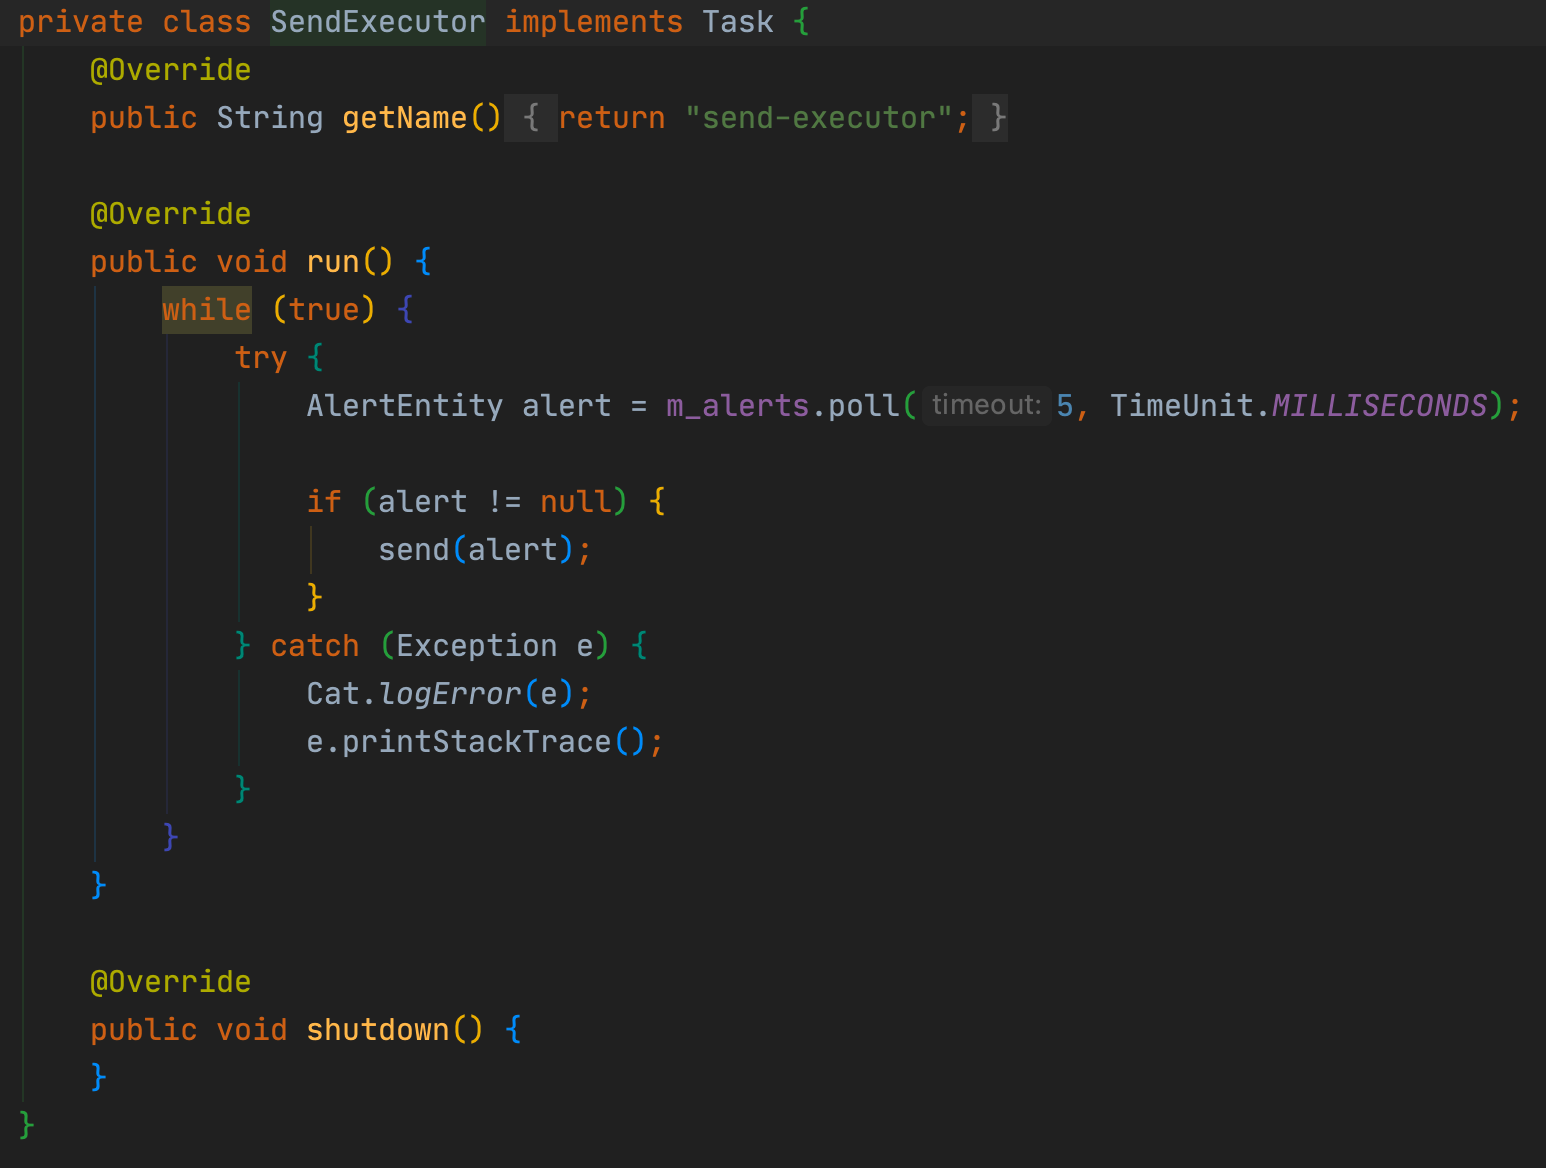 private class SendExecutor implements Task {
@Override
public String getName() { return "send-executor"; }
@Override
public void run() {
while (true) {
try {
AlertEntity alert = m_alerts.poll( timeout: 5, TimeUnit.MILLISECONDS);
if (alert != null) {
send(alert);
}
} catch (Exception e) {
Cat.logError(e);
e.printStackTrace();
}
}
}
@Override
public void shutdown() {
}
}